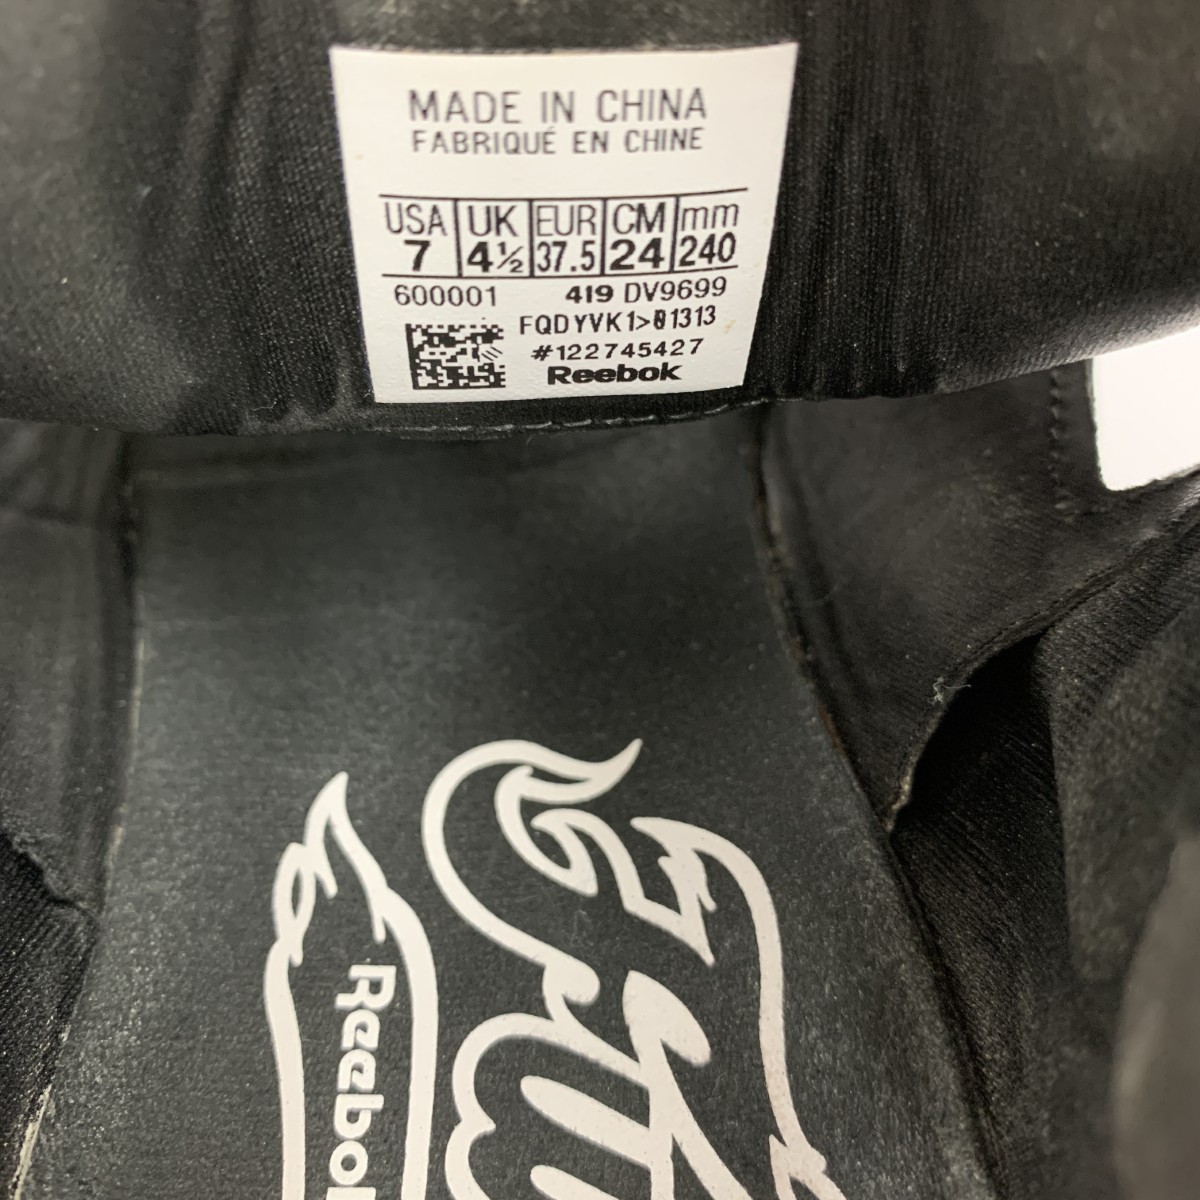 MADE IN CHINA
FABRIQUÉ EN CHINE
USA UK EUR CM mm
7 4½ 37.5 24 240
600001 419 DV9699
FQDYVK1>01313
#122745427
Reebok
Reebok